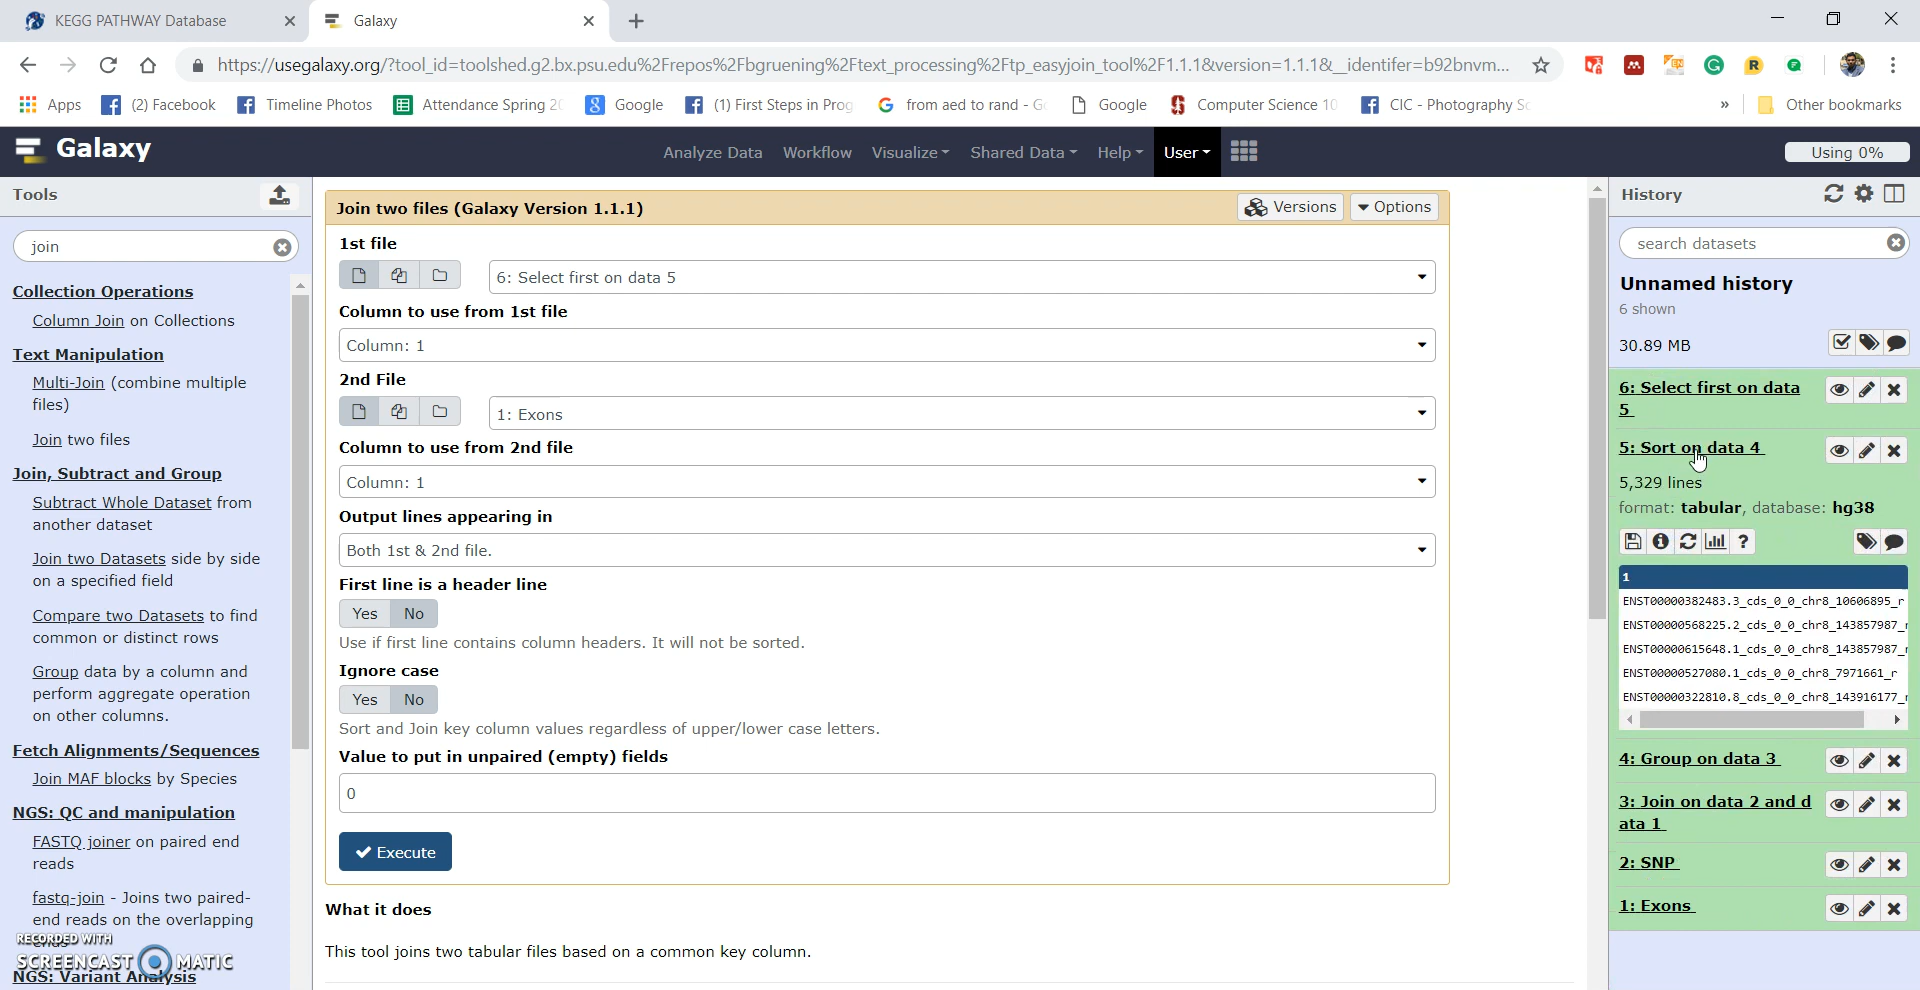 KEGG PATHWAY Database
Galaxy
https://usegalaxy.org/?tool_id=toolshed.g2.bx.psu.edu%2Frepos%2Fbgruening%2Ftext_processing%2Ftp_easyjoin_tool%2F1.1.1&version=1.1.1&__identifer=b92bnvm...
Apps
(2) Facebook
Timeline Photos
Attendance Spring 2
Google
(1) First Steps in Prog
from aed to rand - G
Google
Computer Science 10
CIC - Photography S
»
Other bookmarks
Galaxy
Analyze Data
Workflow
Visualize
Shared Data
Help
User
Using 0%
Tools
join
Collection Operations
Column Join on Collections
Text Manipulation
Multi-Join (combine multiple
files)
Join two files
Join, Subtract and Group
Subtract Whole Dataset from
another dataset
Join two Datasets side by side
on a specified field
Compare two Datasets to find
common or distinct rows
Group data by a column and
perform aggregate operation
on other columns.
Fetch Alignments/Sequences
Join MAF blocks by Species
NGS: QC and manipulation
FASTQ joiner on paired end
reads
fastq-join - Joins two paired-
end reads on the overlapping
ends
NGS: Variant Analysis
RECORDED WITH
SCREENCAST MATIC
Join two files (Galaxy Version 1.1.1)
Versions
Options
1st file
6: Select first on data 5
Column to use from 1st file
Column: 1
2nd File
1: Exons
Column to use from 2nd file
Column: 1
Output lines appearing in
Both 1st & 2nd file.
First line is a header line
Yes No
Use if first line contains column headers. It will not be sorted.
Ignore case
Yes No
Sort and Join key column values regardless of upper/lower case letters.
Value to put in unpaired (empty) fields
0
Execute
What it does
This tool joins two tabular files based on a common key column.
History
search datasets
Unnamed history
6 shown
30.89 MB
6: Select first on data
5
5: Sort on data 4
5,329 lines
format: tabular, database: hg38
1
ENST00000382483.3_cds_0_0_chr8_10606895_r
ENST00000568225.2_cds_0_0_chr8_143857987_r
ENST00000615648.1_cds_0_0_chr8_143857987_r
ENST00000527080.1_cds_0_0_chr8_7971661_r
ENST00000322810.8_cds_0_0_chr8_143916177_r
4: Group on data 3
3: Join on data 2 and d
ata 1
2: SNP
1: Exons